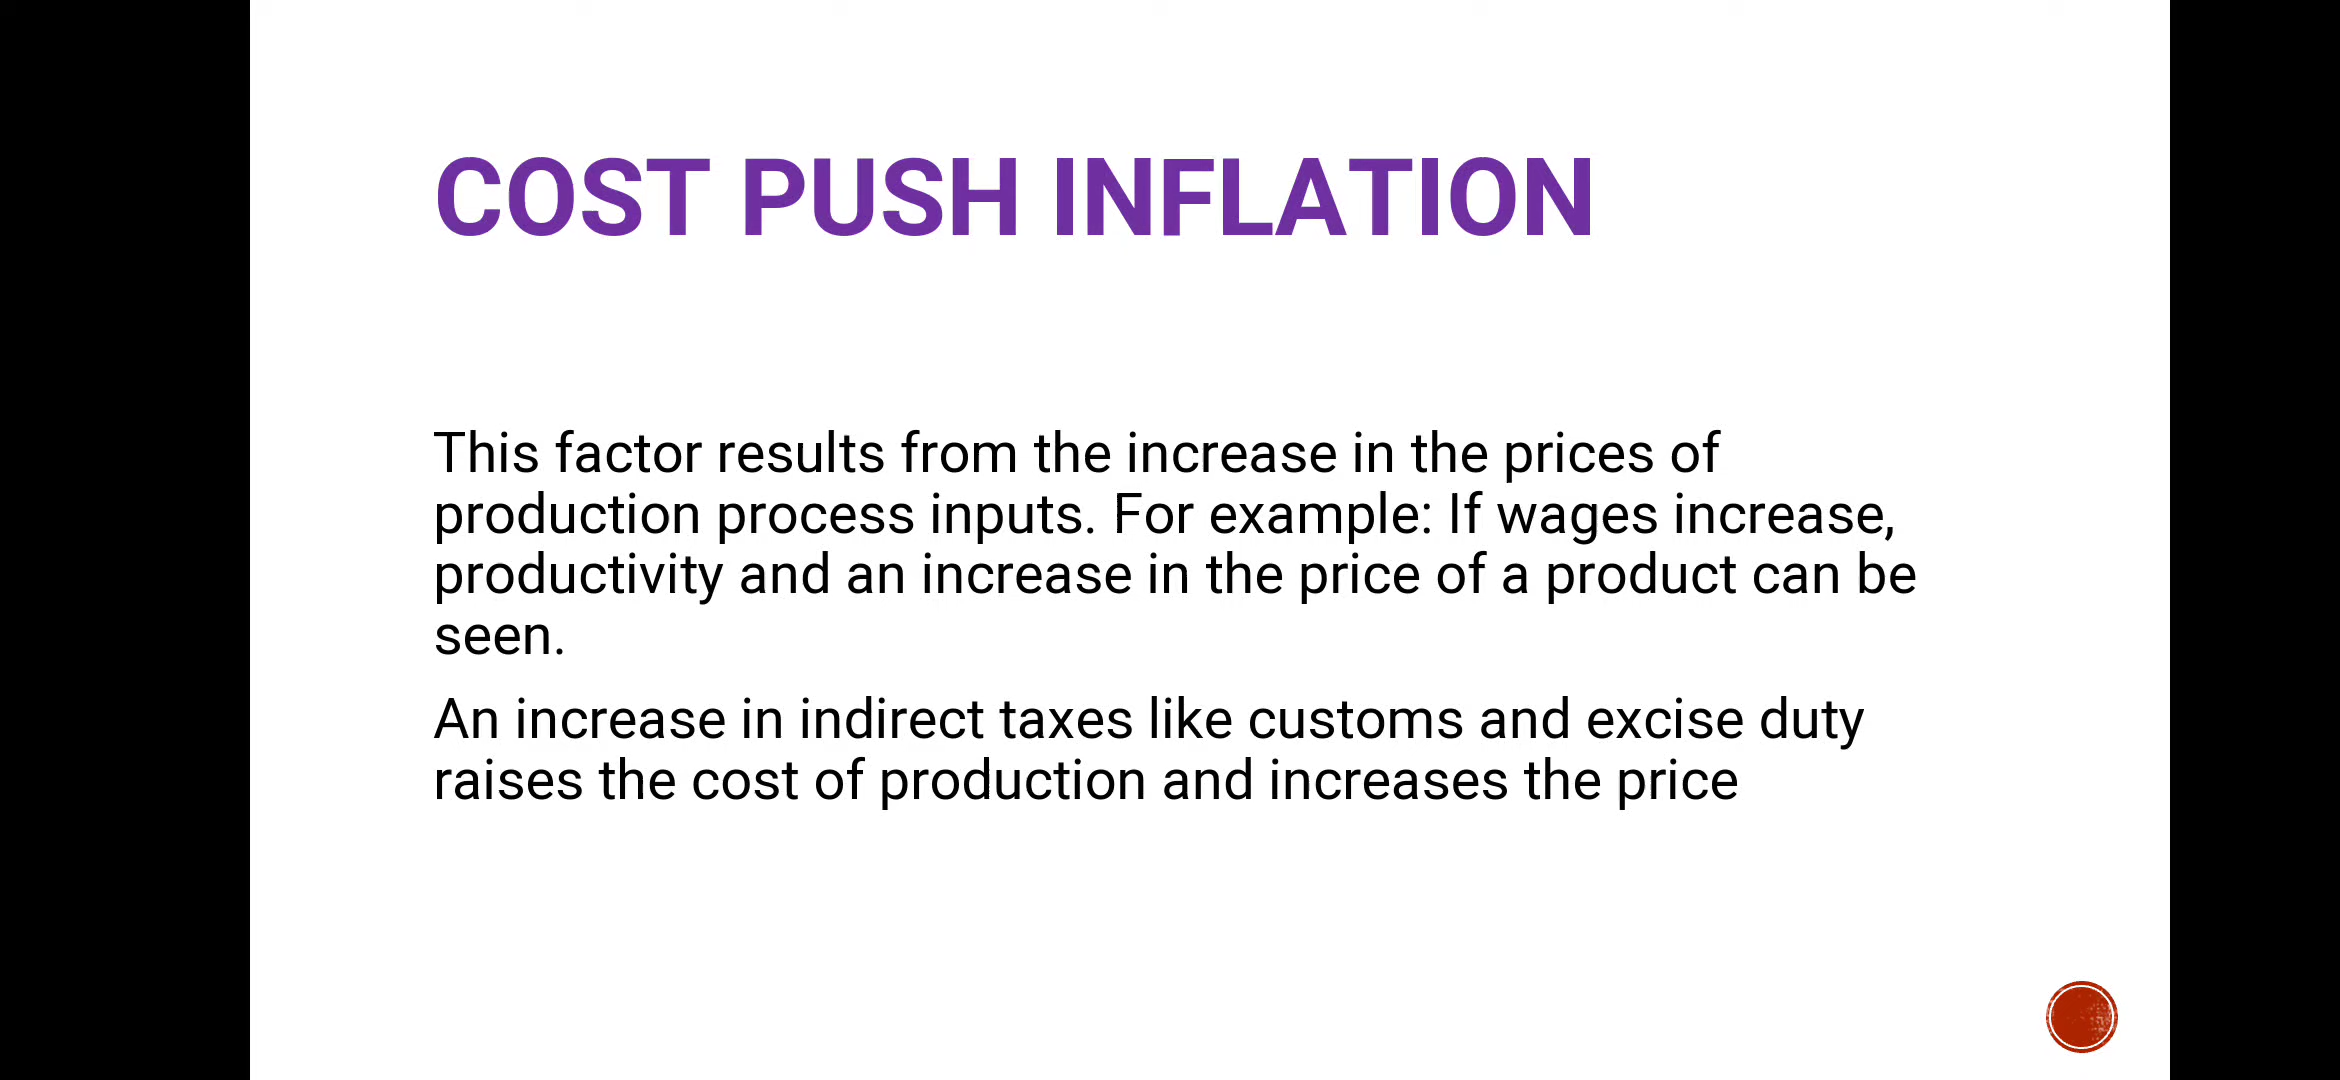 COST PUSH INFLATION
This factor results from the increase in the prices of
production process inputs. For example: If wages increase,
productivity and an increase in the price of a product can be
seen.
An increase in indirect taxes like customs and excise duty
raises the cost of production and increases the price